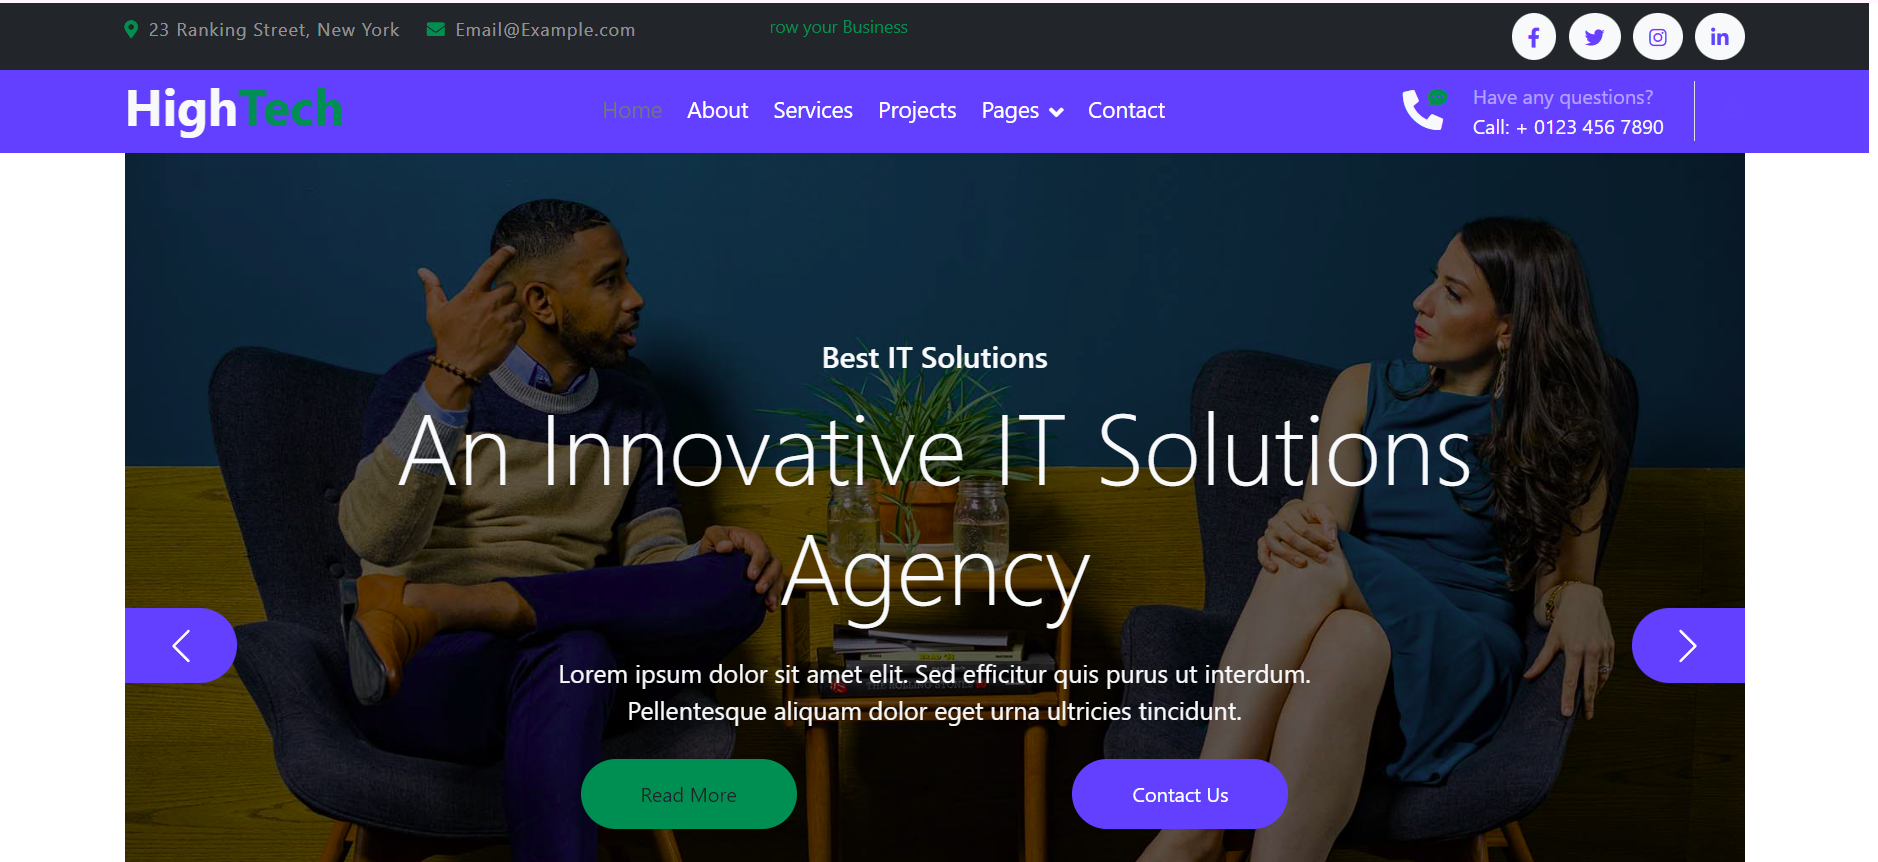 23 Ranking Street, New York
Email@Example.com
row your Business
HighTech
Home
About
Services
Projects
Pages
Contact
Have any questions?
Call: + 0123 456 7890
Best IT Solutions
An Innovative IT Solutions
Agency
Lorem ipsum dolor sit amet elit. Sed efficitur quis purus ut interdum.
Pellentesque aliquam dolor eget urna ultricies tincidunt.
Read More
Contact Us